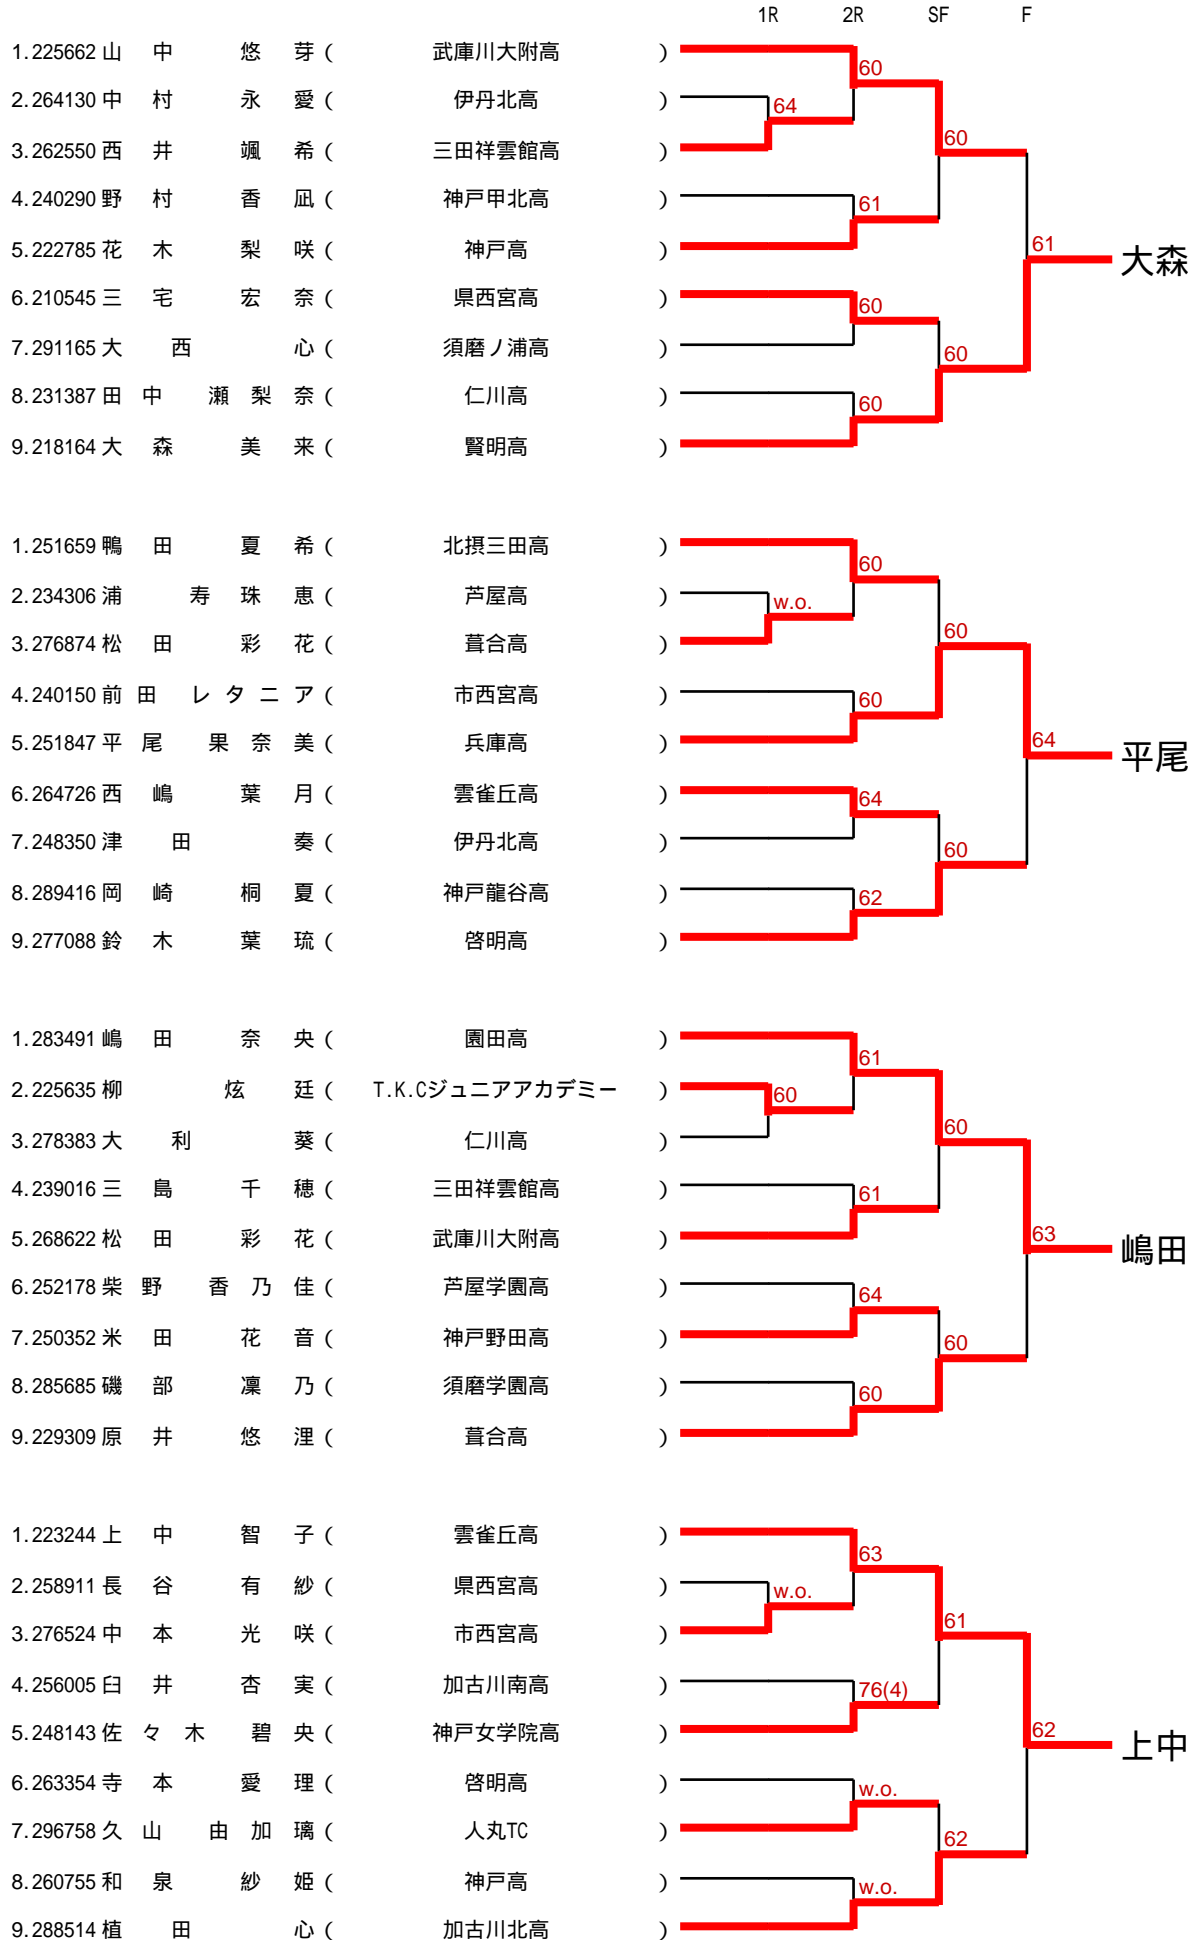 1R 2R SF F
1.225662 山中 悠芽 ( 武庫川大附高 )
60
2.264130 中村 永愛 ( 伊丹北高 )
64
60
3.262550 西井 颯希 ( 三田祥雲館高 )
4.240290 野村 香凪 ( 神戸甲北高 )
61
5.222785 花木 梨咲 ( 神戸高 )
61
大森
6.210545 三宅 宏奈 ( 県西宮高 )
60
7.291165 大西 心 ( 須磨ノ浦高 )
60
8.231387 田中 瀬梨奈 ( 仁川高 )
60
9.218164 大森 美来 ( 賢明高 )
1.251659 鴨田 夏希 ( 北摂三田高 )
60
2.234306 浦 寿珠恵 ( 芦屋高 )
w.o.
60
3.276874 松田 彩花 ( 葺合高 )
4.240150 前田 レタニア ( 市西宮高 )
60
5.251847 平尾 果奈美 ( 兵庫高 )
64
平尾
6.264726 西嶋 葉月 ( 雲雀丘高 )
64
7.248350 津田 奏 ( 伊丹北高 )
60
8.289416 岡崎 桐夏 ( 神戸龍谷高 )
62
9.277088 鈴木 葉琉 ( 啓明高 )
1.283491 嶋田 奈央 ( 園田高 )
61
2.225635 柳 炫廷 ( T.K.Cジュニアアカデミー )
60
60
3.278383 大利 葵 ( 仁川高 )
4.239016 三島 千穂 ( 三田祥雲館高 )
61
5.268622 松田 彩花 ( 武庫川大附高 )
63
嶋田
6.252178 柴野 香乃佳 ( 芦屋学園高 )
64
7.250352 米田 花音 ( 神戸野田高 )
60
8.285685 磯部 凜乃 ( 須磨学園高 )
60
9.229309 原井 悠浬 ( 葺合高 )
1.223244 上中 智子 ( 雲雀丘高 )
63
2.258911 長谷 有紗 ( 県西宮高 )
w.o.
61
3.276524 中本 光咲 ( 市西宮高 )
4.256005 臼井 杏実 ( 加古川南高 )
76(4)
5.248143 佐々木 碧央 ( 神戸女学院高 )
62
上中
6.263354 寺本 愛理 ( 啓明高 )
w.o.
7.296758 久山 由加璃 ( 人丸TC )
62
8.260755 和泉 紗姫 ( 神戸高 )
w.o.
9.288514 植田 心 ( 加古川北高 )